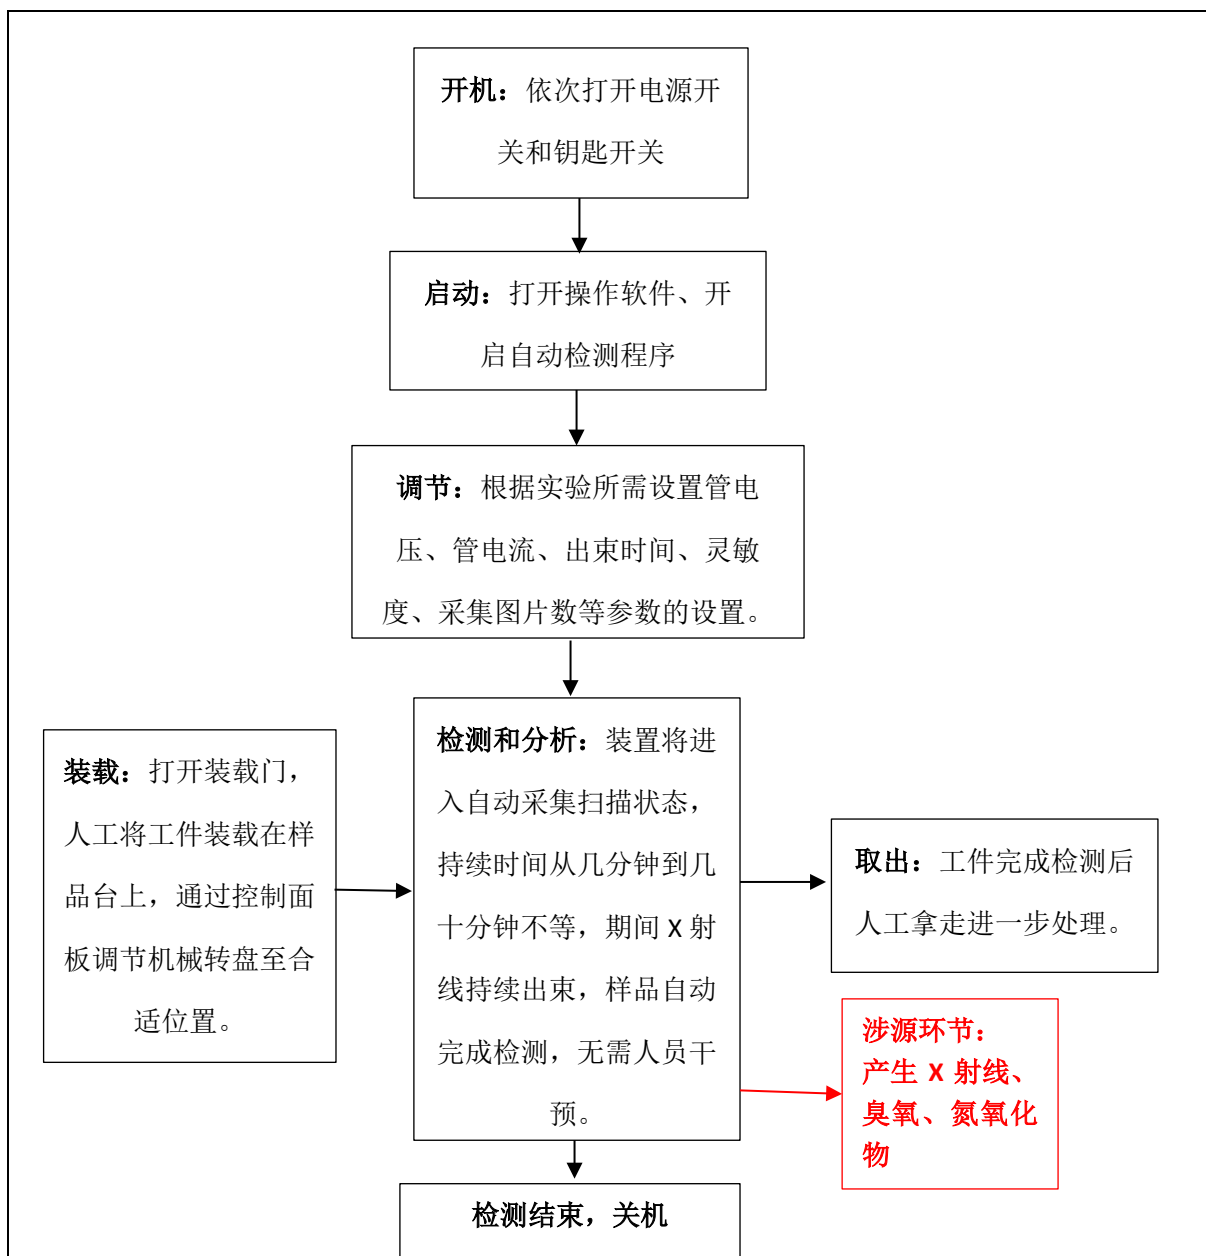 开机：依次打开电源开
关和钥匙开关
启动：打开操作软件、开
启自动检测程序
调节：根据实验所需设置管电
压、管电流、出束时间、灵敏
度、采集图片数等参数的设置。
装载：打开装载门，
人工将工件装载在样
品台上，通过控制面
板调节机械转盘至合
适位置。
检测和分析：装置将进
入自动采集扫描状态，
持续时间从几分钟到几
十分钟不等，期间 X 射
线持续出束，样品自动
完成检测，无需人员干
预。
取出：工件完成检测后
人工拿走进一步处理。
涉源环节：
产生 X 射线、
臭氧、氮氧化
物
检测结束，关机